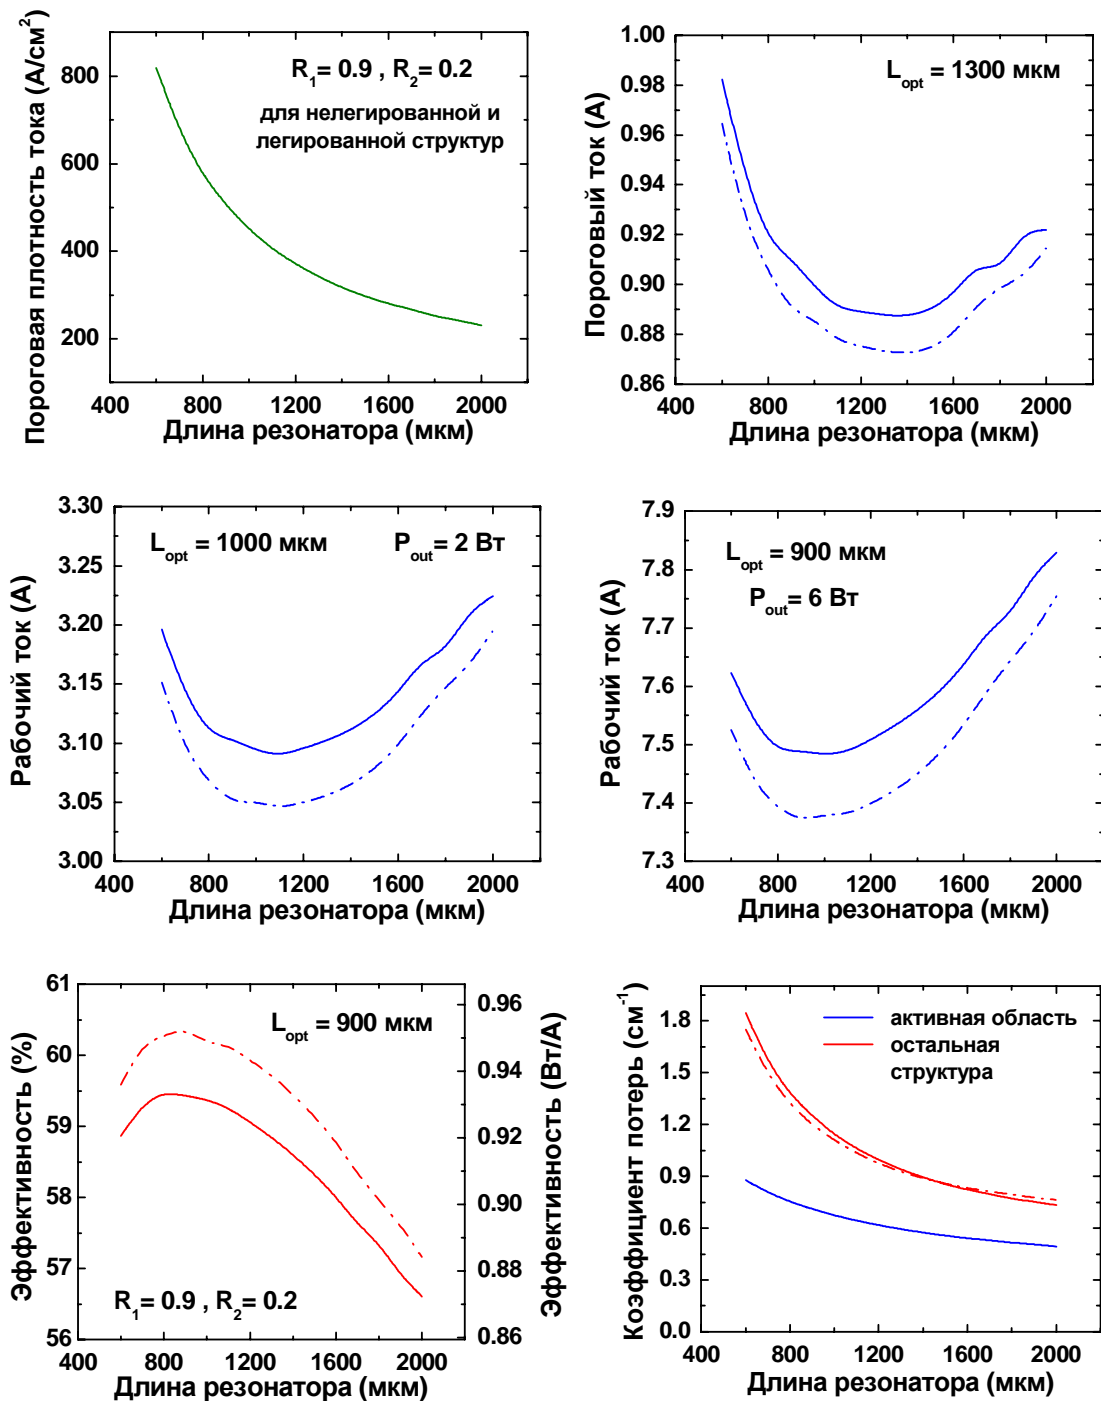 Пороговая плотность тока (А/см²)
800
600
400
200
R₁= 0.9 , R₂= 0.2
для нелегированной и
легированной структур
400 800 1200 1600 2000
Длина резонатора (мкм)
Пороговый ток (А)
1.00
0.98
0.96
0.94
0.92
0.90
0.88
0.86
L_opt = 1300 мкм
400 800 1200 1600 2000
Длина резонатора (мкм)
Рабочий ток (А)
3.30
3.25
3.20
3.15
3.10
3.05
3.00
L_opt = 1000 мкм P_out= 2 Вт
400 800 1200 1600 2000
Длина резонатора (мкм)
Рабочий ток (А)
7.9
7.8
7.7
7.6
7.5
7.4
7.3
L_opt = 900 мкм
P_out= 6 Вт
400 800 1200 1600 2000
Длина резонатора (мкм)
Эффективность (%)
61
60
59
58
57
56
L_opt = 900 мкм
R₁= 0.9 , R₂= 0.2
0.96
0.94
0.92
0.90
0.88
0.86
Эффективность (Вт/А)
400 800 1200 1600 2000
Длина резонатора (мкм)
Коэффициент потерь (см⁻¹)
1.8
1.5
1.2
0.9
0.6
0.3
0.0
активная область
остальная
структура
400 800 1200 1600 2000
Длина резонатора (мкм)